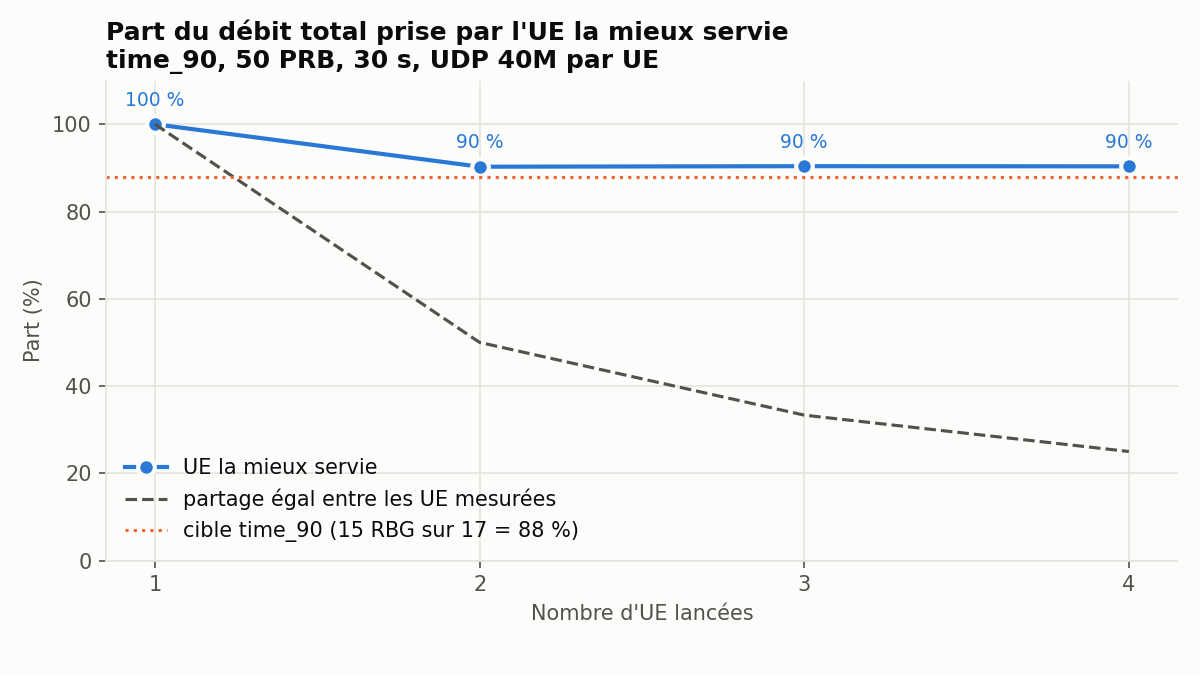 Part du débit total prise par l'UE la mieux servie
time_90, 50 PRB, 30 s, UDP 40M par UE
100 %
90 %
90 %
90 %
100
80
60
40
20
0
Part (%)
UE la mieux servie
partage égal entre les UE mesurées
cible time_90 (15 RBG sur 17 = 88 %)
1
2
3
4
Nombre d'UE lancées